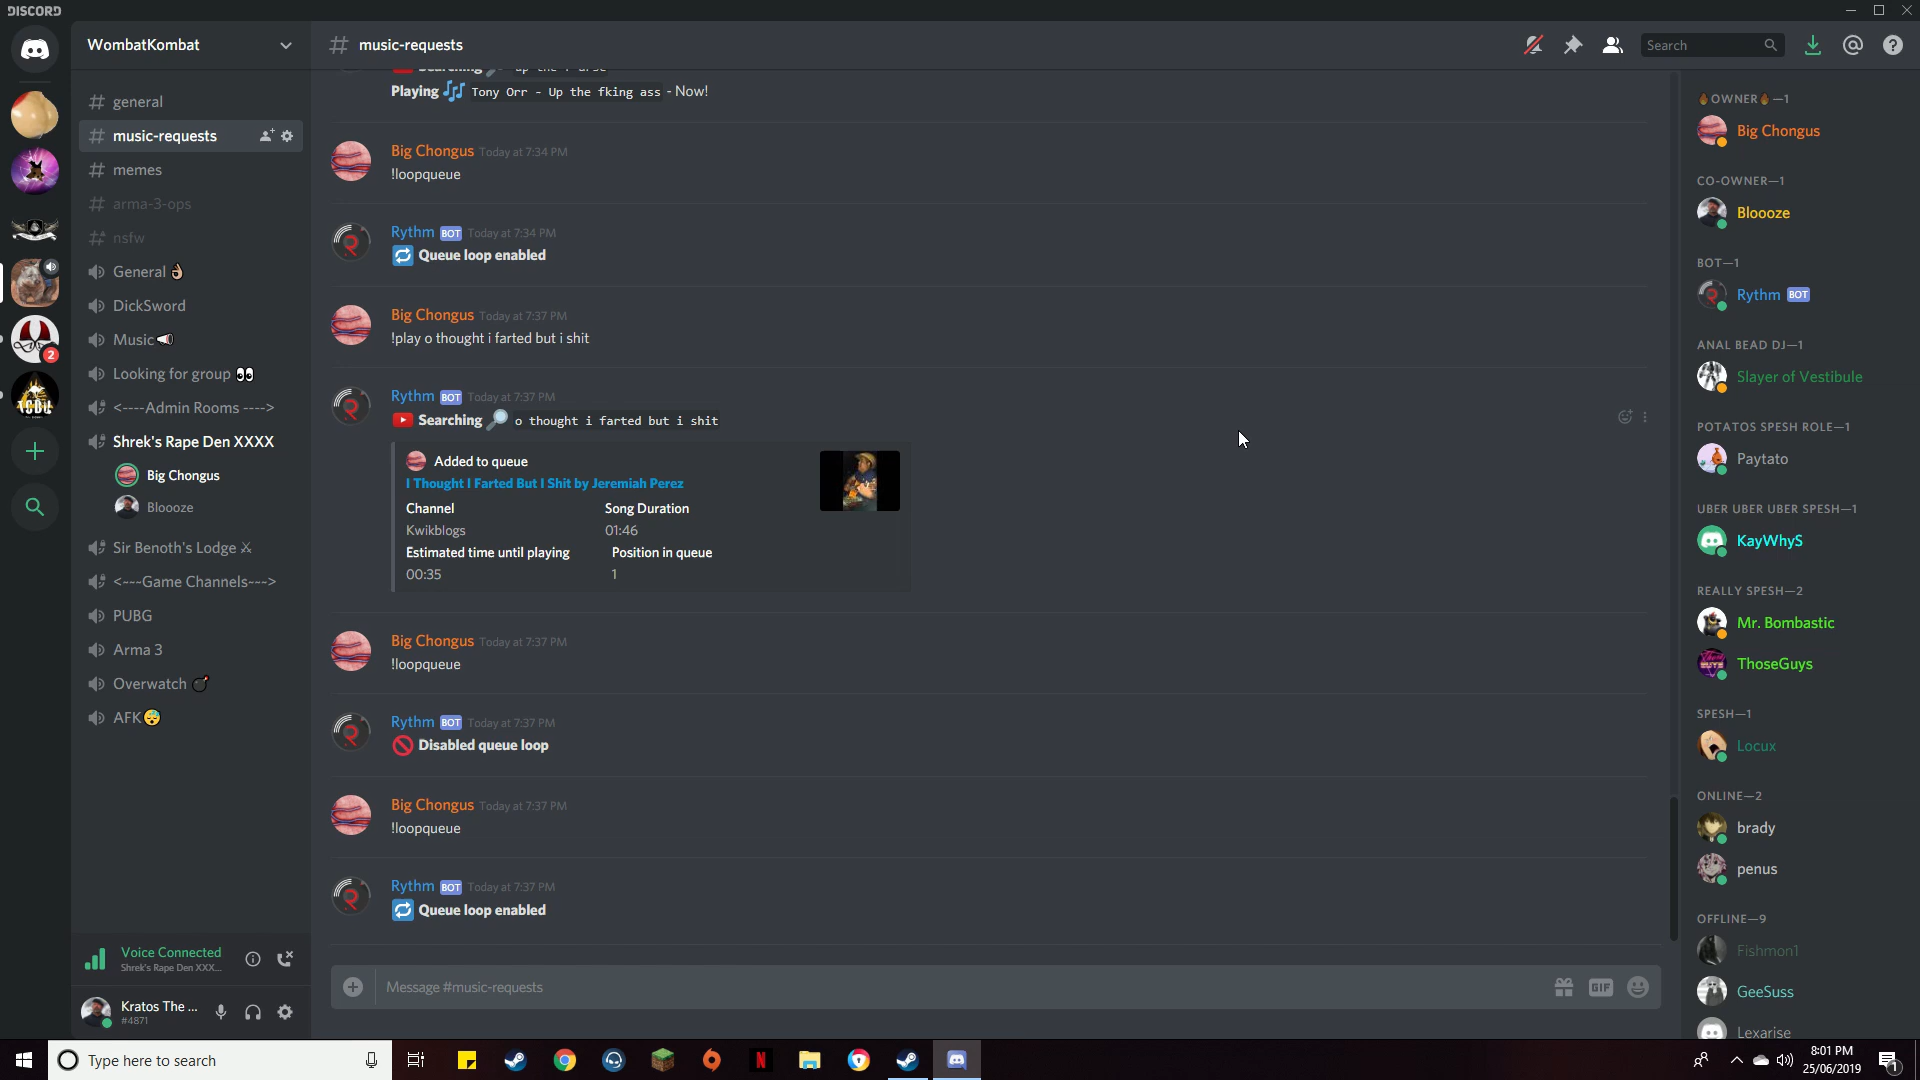 DISCORD
WombatKombat
# music-requests
Search
# general
# music-requests
# memes
# arma-3-ops
# nsfw
General 👌
DickSword
Music
Looking for group 👀
<----Admin Rooms ---->
Shrek's Rape Den XXXX
Big Chongus
Bloooze
Sir Benoth's Lodge ⚔
<---Game Channels--->
PUBG
Arma 3
Overwatch 💣
AFK😴
2
Voice Connected
Shrek's Rape Den XXX...
Kratos The ...
#4871
Playing 🎶 Tony Orr - Up the fking ass - Now!
Big Chongus Today at 7:34 PM
!loopqueue
Rythm BOT Today at 7:34 PM
🔁 Queue loop enabled
Big Chongus Today at 7:37 PM
!play o thought i farted but i shit
Rythm BOT Today at 7:37 PM
Searching 🔎 o thought i farted but i shit
Added to queue
I Thought I Farted But I Shit by Jeremiah Perez
Channel Song Duration
Kwikblogs 01:46
Estimated time until playing Position in queue
00:35 1
Big Chongus Today at 7:37 PM
!loopqueue
Rythm BOT Today at 7:37 PM
🚫 Disabled queue loop
Big Chongus Today at 7:37 PM
!loopqueue
Rythm BOT Today at 7:37 PM
🔁 Queue loop enabled
Message #music-requests
GIF
OWNER—1
Big Chongus
CO-OWNER—1
Bloooze
BOT—1
Rythm BOT
ANAL BEAD DJ—1
Slayer of Vestibule
POTATOS SPESH ROLE—1
Paytato
UBER UBER UBER SPESH—1
KayWhyS
REALLY SPESH—2
Mr. Bombastic
ThoseGuys
SPESH—1
Locux
ONLINE—2
brady
penus
OFFLINE—9
Fishmon1
GeeSuss
Lexarise
Type here to search
8:01 PM
25/06/2019
1